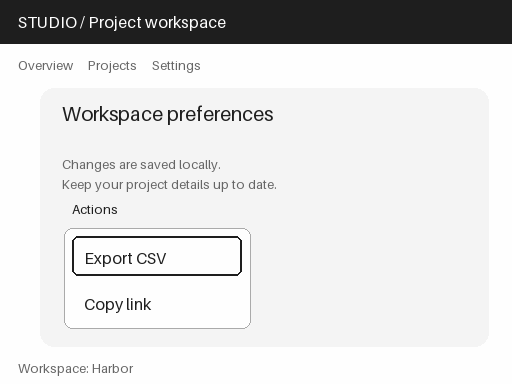 STUDIO / Project workspace
Overview Projects Settings
Workspace preferences
Changes are saved locally.
Keep your project details up to date.
Actions
Export CSV
Copy link
Workspace: Harbor